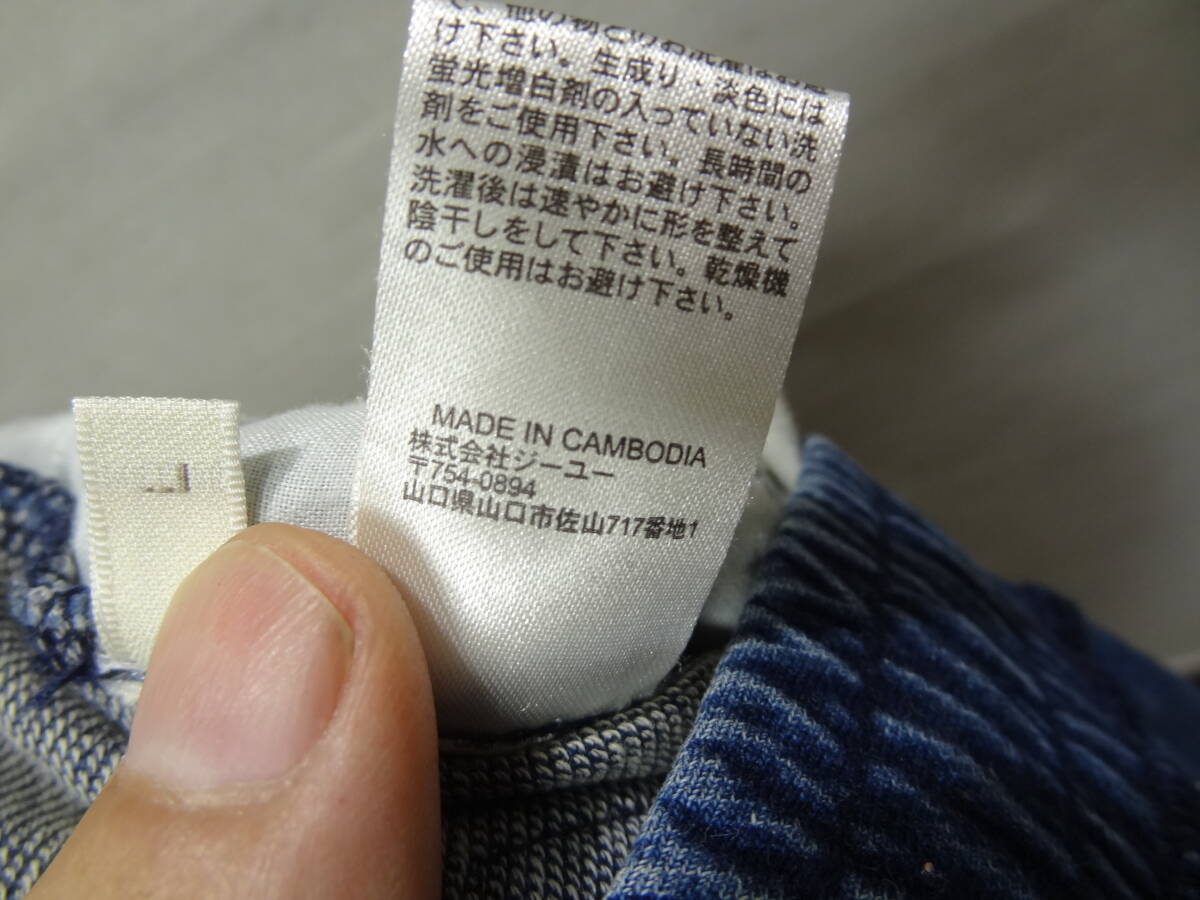 け下さい。生成り・淡色には
蛍光増白剤の入っていない洗
剤をご使用下さい。長時間の
水への浸漬はお避け下さい。
洗濯後は速やかに形を整えて
陰干しをして下さい。乾燥機
のご使用はお避け下さい。
MADE IN CAMBODIA
株式会社ジーユー
〒754-0894
山口県山口市佐山717番地1